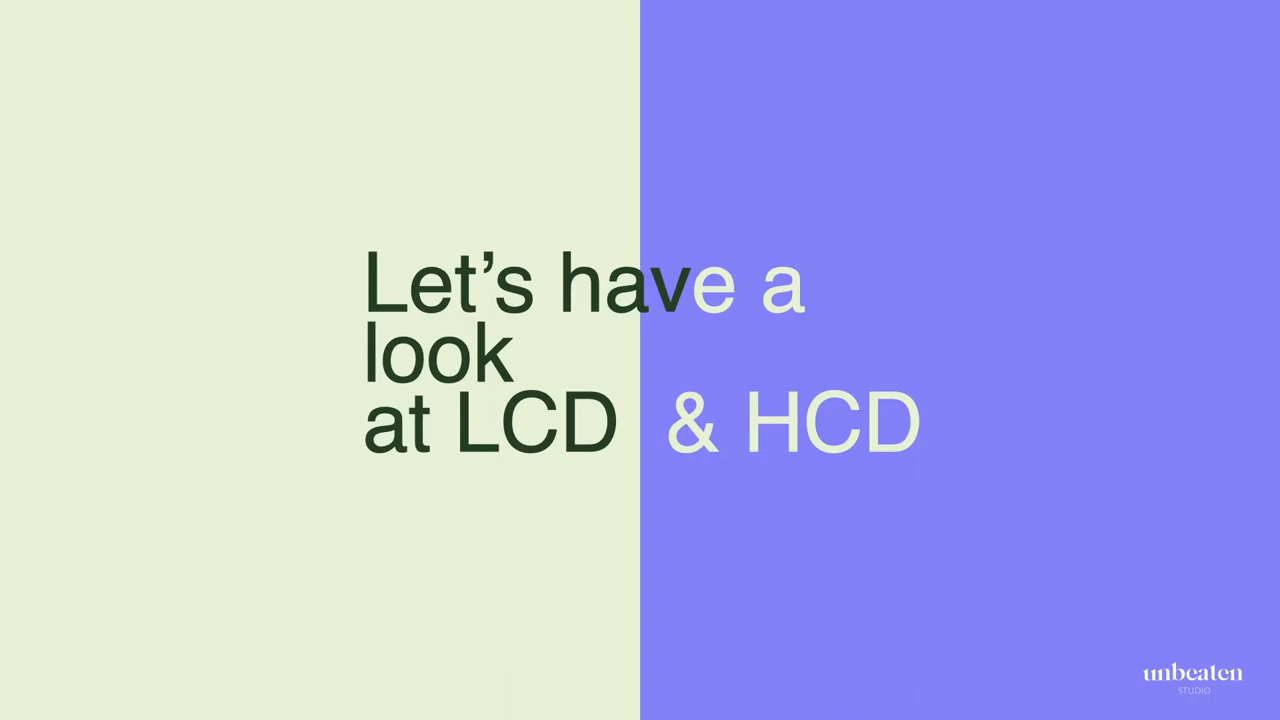 Let’s have a
look
at LCD & HCD
unbeaten
STUDIO